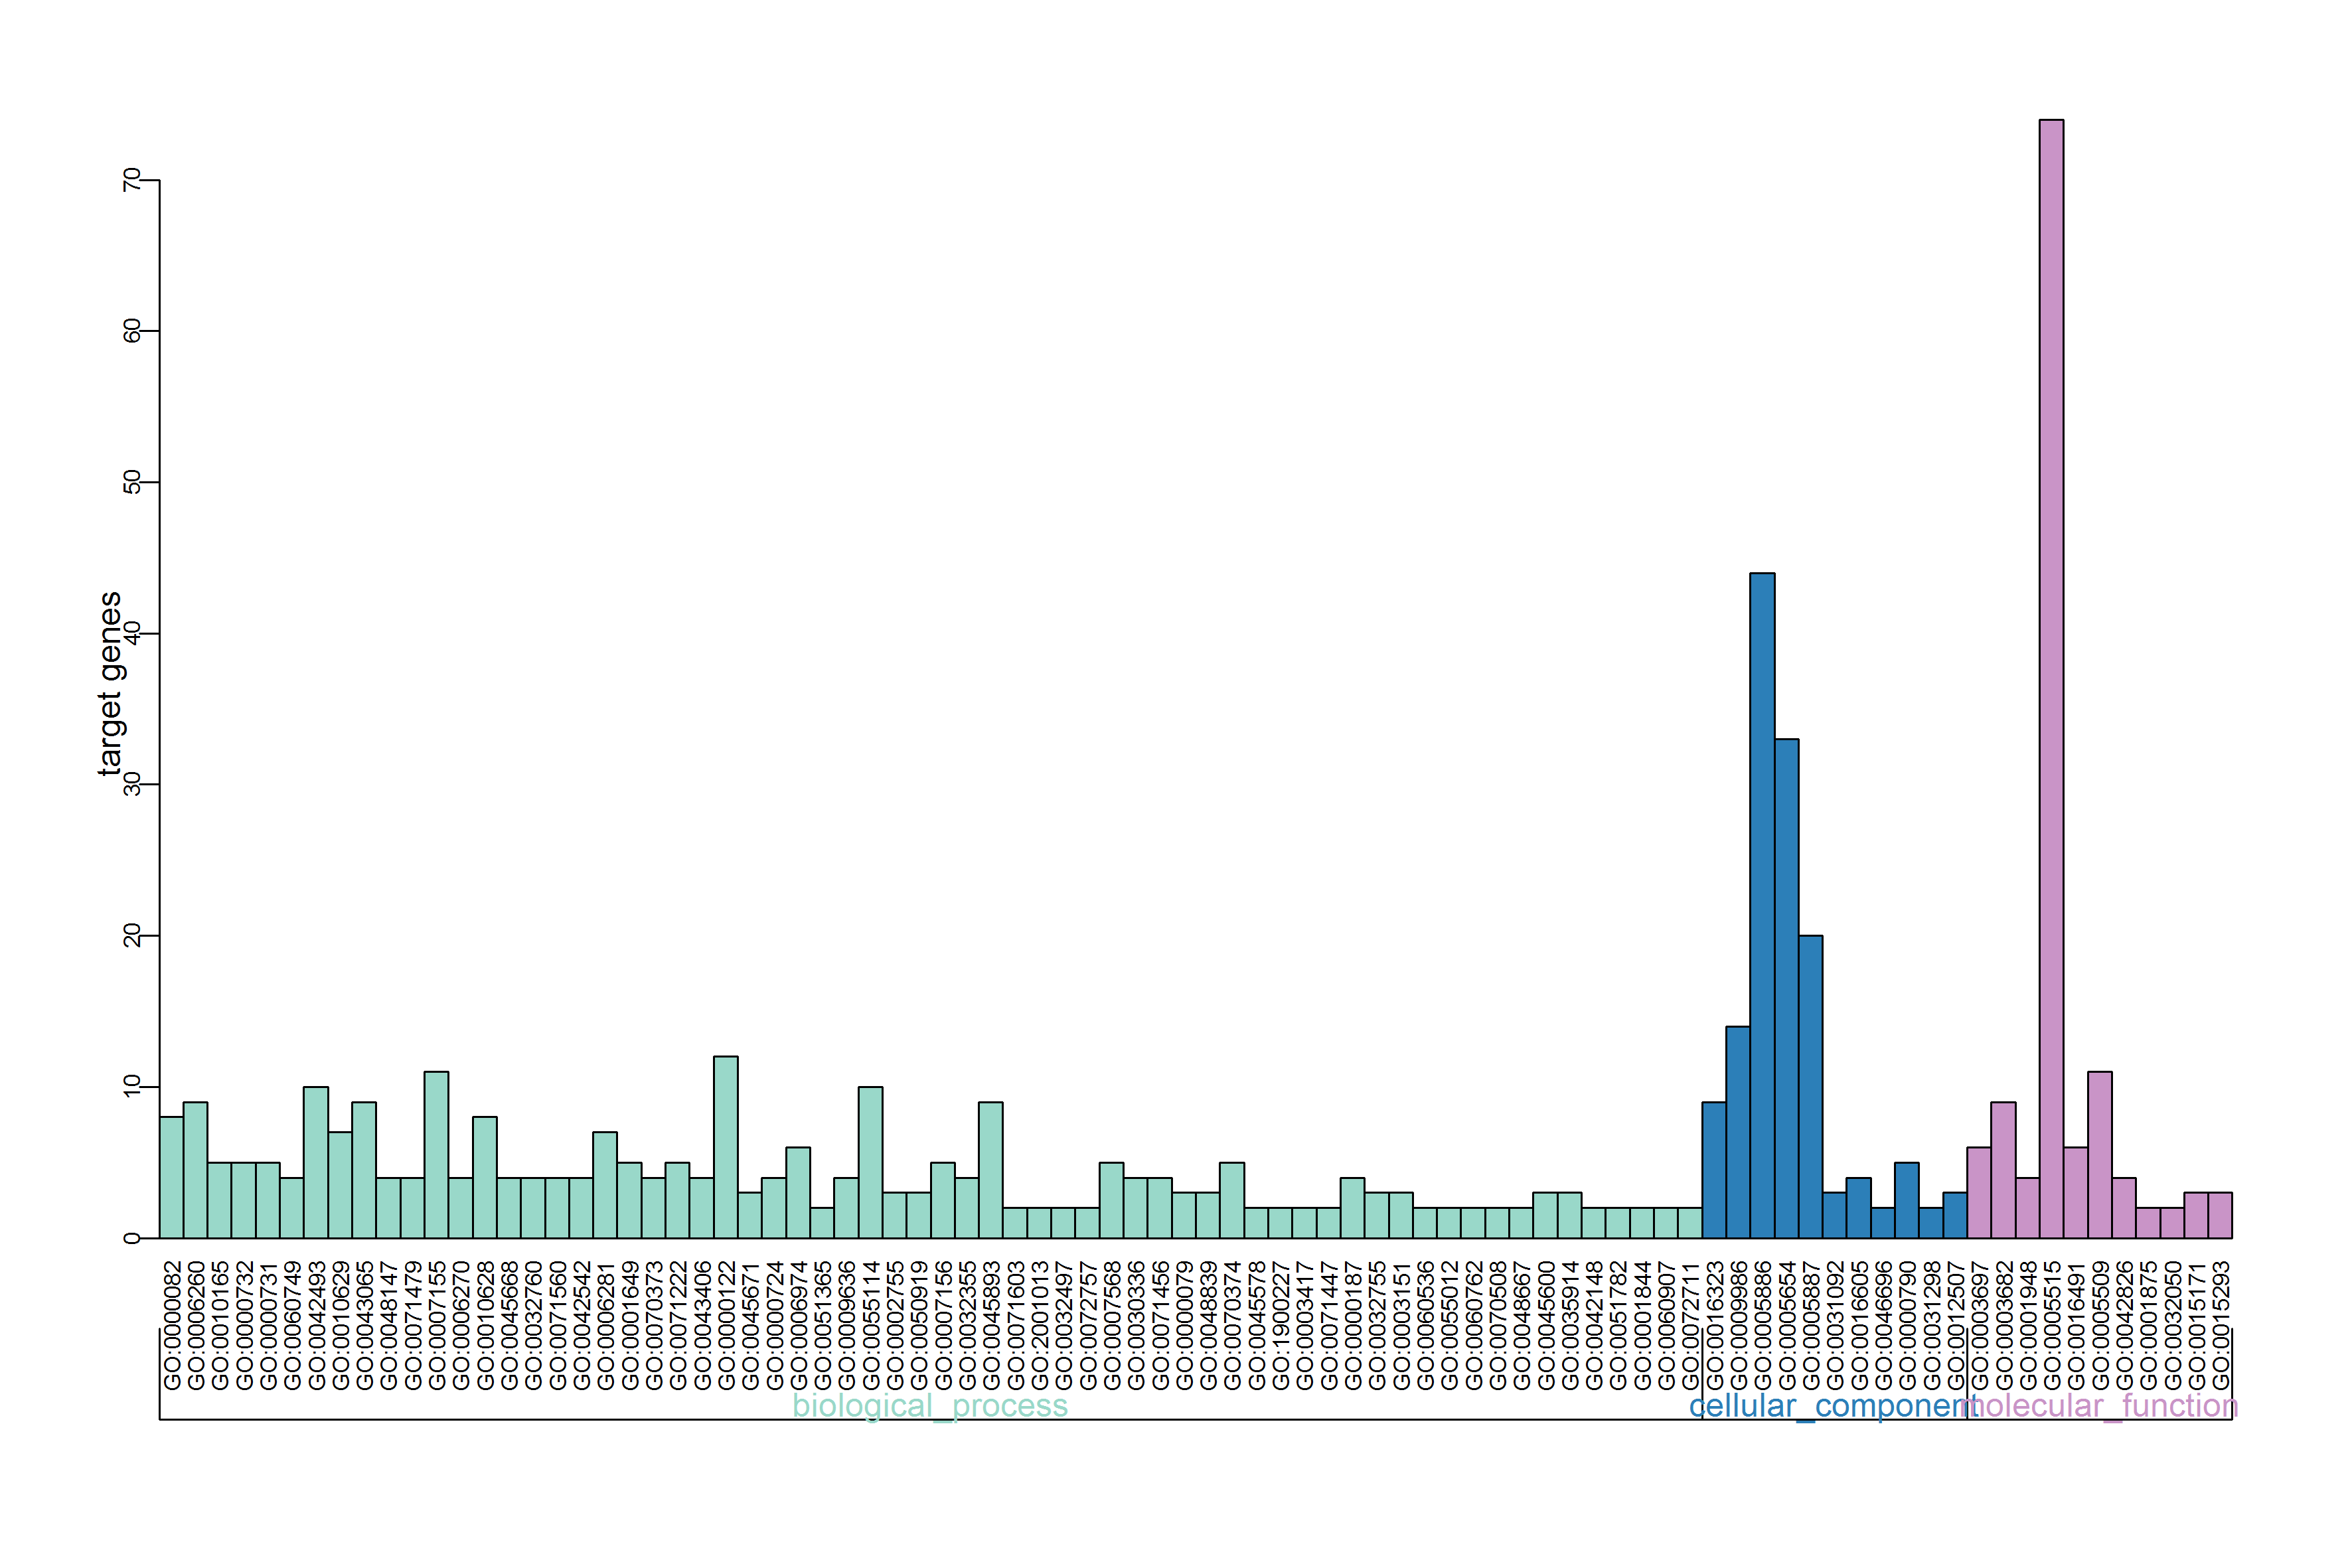 70
60
50
40
30
20
10
0
target genes
GO:0000082
GO:0006260
GO:0010165
GO:0000732
GO:0000731
GO:0060749
GO:0042493
GO:0010629
GO:0043065
GO:0048147
GO:0071479
GO:0007155
GO:0006270
GO:0010628
GO:0045668
GO:0032760
GO:0071560
GO:0042542
GO:0006281
GO:0001649
GO:0070373
GO:0071222
GO:0043406
GO:0000122
GO:0045671
GO:0000724
GO:0006974
GO:0051365
GO:0009636
GO:0055114
GO:0002755
GO:0050919
GO:0007156
GO:0032355
GO:0045893
GO:0071603
GO:2001013
GO:0032497
GO:0072757
GO:0007568
GO:0030336
GO:0071456
GO:0000079
GO:0048839
GO:0070374
GO:0045578
GO:1900227
GO:0003417
GO:0071447
GO:0000187
GO:0032755
GO:0003151
GO:0060536
GO:0055012
GO:0060762
GO:0070508
GO:0048667
GO:0045600
GO:0035914
GO:0042148
GO:0051782
GO:0001844
GO:0060907
GO:0072711
GO:0016323
GO:0009986
GO:0005886
GO:0005654
GO:0005887
GO:0031092
GO:0016605
GO:0046696
GO:0000790
GO:0031298
GO:0012507
GO:0003697
GO:0003682
GO:0001948
GO:0005515
GO:0016491
GO:0005509
GO:0042826
GO:0001875
GO:0032050
GO:0015171
GO:0015293
biological_process
cellular_component
molecular_function